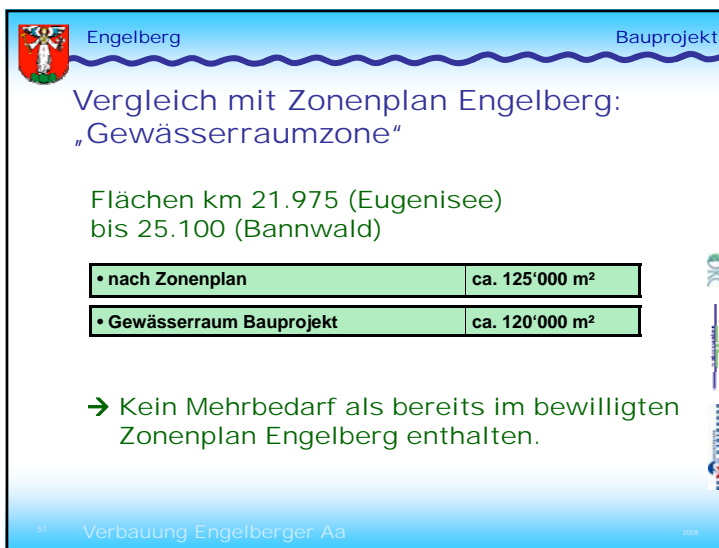 Engelberg
Bauprojekt
Vergleich mit Zonenplan Engelberg:
„Gewässerraumzone“
Flächen km 21.975 (Eugenisee)
bis 25.100 (Bannwald)
• nach Zonenplan ca. 125‘000 m²
• Gewässerraum Bauprojekt ca. 120‘000 m²
→ Kein Mehrbedarf als bereits im bewilligten
Zonenplan Engelberg enthalten.
51 Verbauung Engelberger Aa 2008